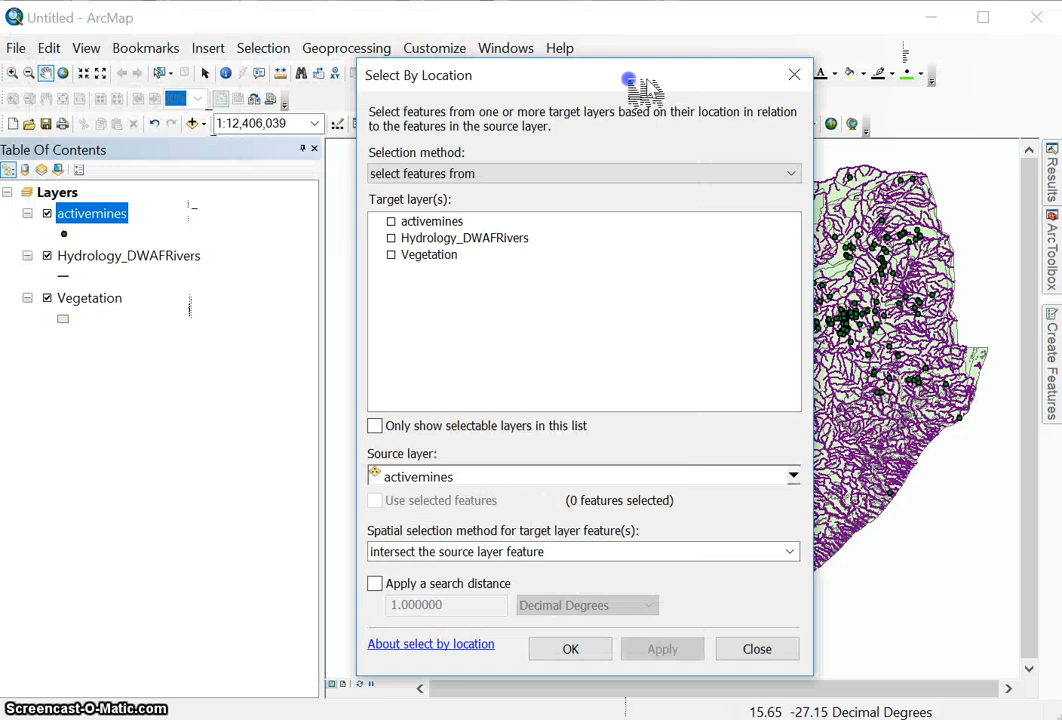 Untitled - ArcMap
File Edit View Bookmarks Insert Selection Geoprocessing Customize Windows Help
1:12,406,039
Table Of Contents
Layers
activemines
Hydrology_DWAFRivers
Vegetation
Select By Location
Select features from one or more target layers based on their location in relation
to the features in the source layer.
Selection method:
select features from
Target layer(s):
activemines
Hydrology_DWAFRivers
Vegetation
Only show selectable layers in this list
Source layer:
activemines
Use selected features (0 features selected)
Spatial selection method for target layer feature(s):
intersect the source layer feature
Apply a search distance
1.000000 Decimal Degrees
About select by location OK Apply Close
Results
ArcToolbox
Create Features
Screencast-O-Matic.com
15.65 -27.15 Decimal Degrees